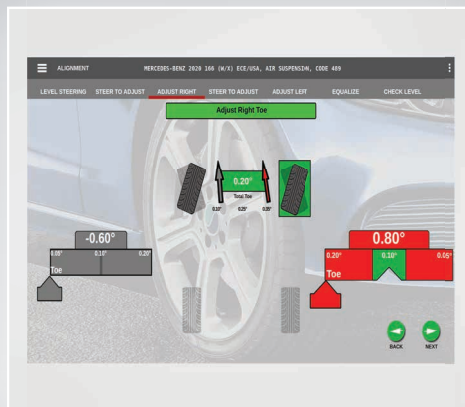 ALIGNMENT
MERCEDES-BENZ 2020 166 (W/X) ECE/USA, AIR SUSPENSION, CODE 489
LEVEL STEERING STEER TO ADJUST ADJUST RIGHT STEER TO ADJUST ADJUST LEFT EQUALIZE CHECK LEVEL
Adjust Right Toe
0.20°
Total Toe
0.10° 0.25° 0.35°
-0.60°
0.05° 0.10° 0.20°
Toe
0.80°
0.20° 0.10° 0.05°
Toe
BACK NEXT